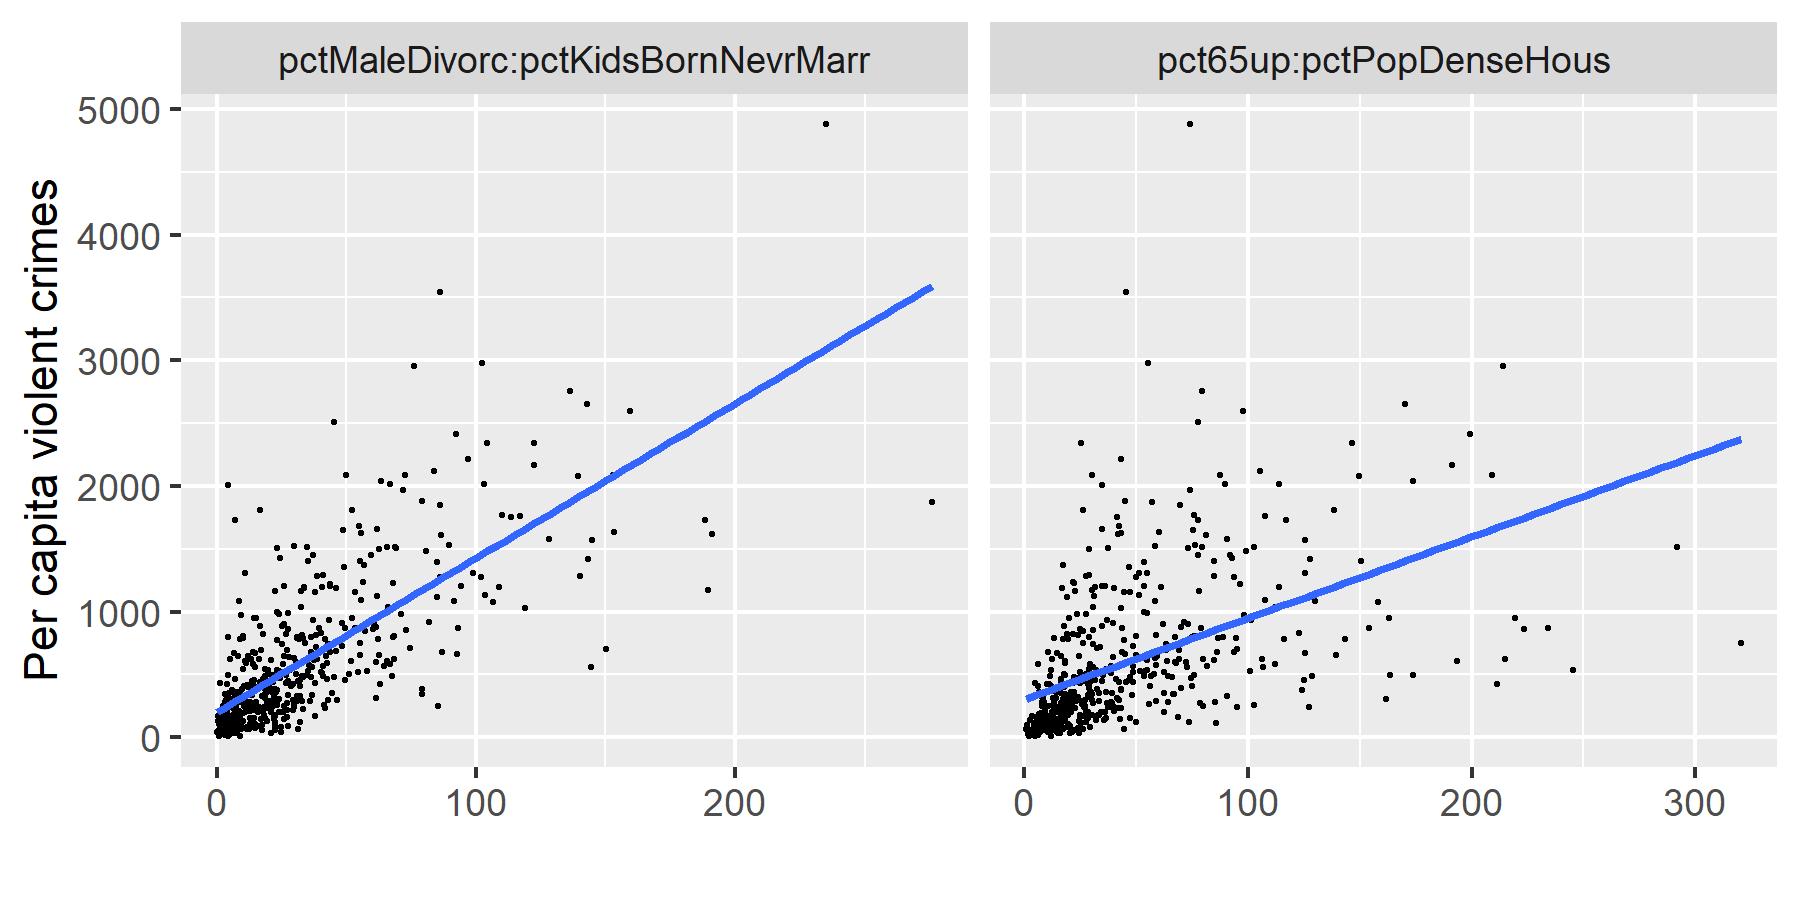 pctMaleDivorc:pctKidsBornNevrMarr
pct65up:pctPopDenseHous
Per capita violent crimes
5000
4000
3000
2000
1000
0
0 100 200
0 100 200 300